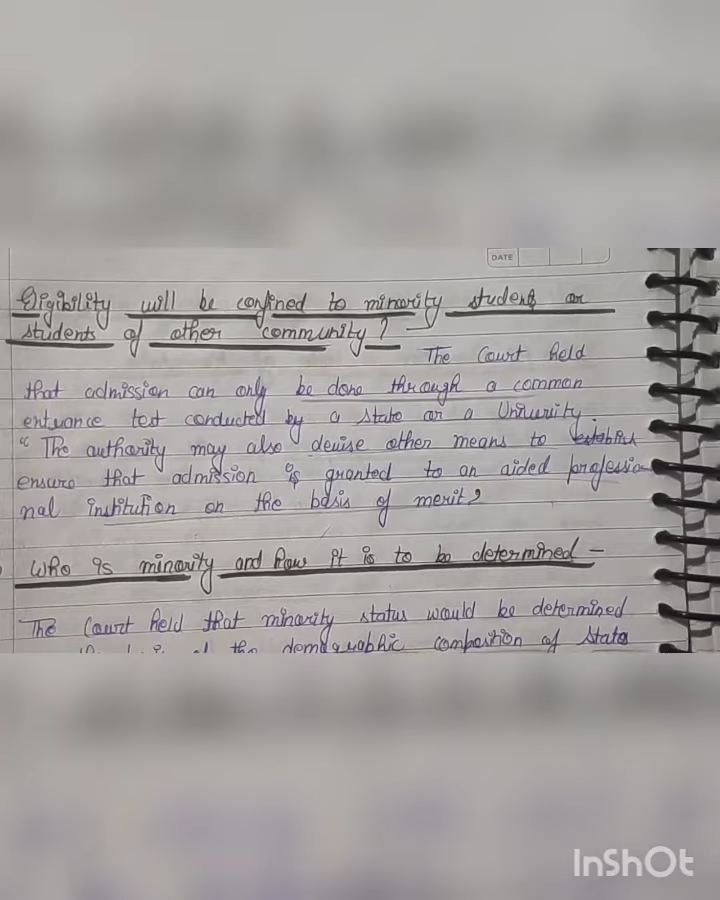 DATE
Eligibility will be confined to minority students or
students of other community? -
The Court held
that admission can only be done through a common
entrance test conducted by a state or a University.
"The authority may also devise other means to establish
ensure that admission is granted to an aided professio
nal institution on the basis of merit"
Who is minority and how it is to be determined -
The Court held that minority status would be determined
the demographic composition of State
InShOt